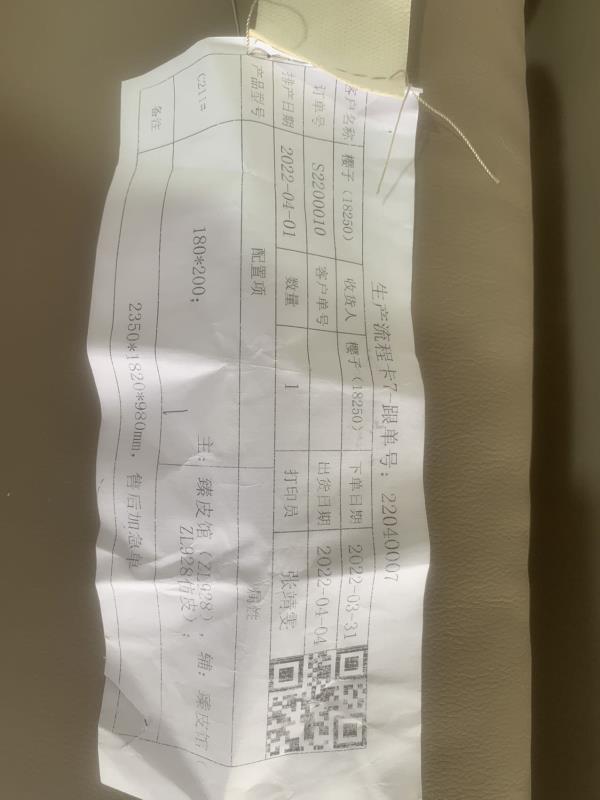 生产流程卡7-跟单号：22040007
客户名称 樱子（18250） 收货人 樱子（18250） 下单日期 2022-03-31
订单号 S2200010 客户单号 出货日期 2022-04-04
排产日期 2022-04-01 数量 1 打印员 张靖雯
产品型号 配置项 属性
C211# 180*200; 主：臻皮馆（ZL928），辅：臻皮馆（
ZL928仿皮）；
备注 2350*1820*980mm，售后加急单